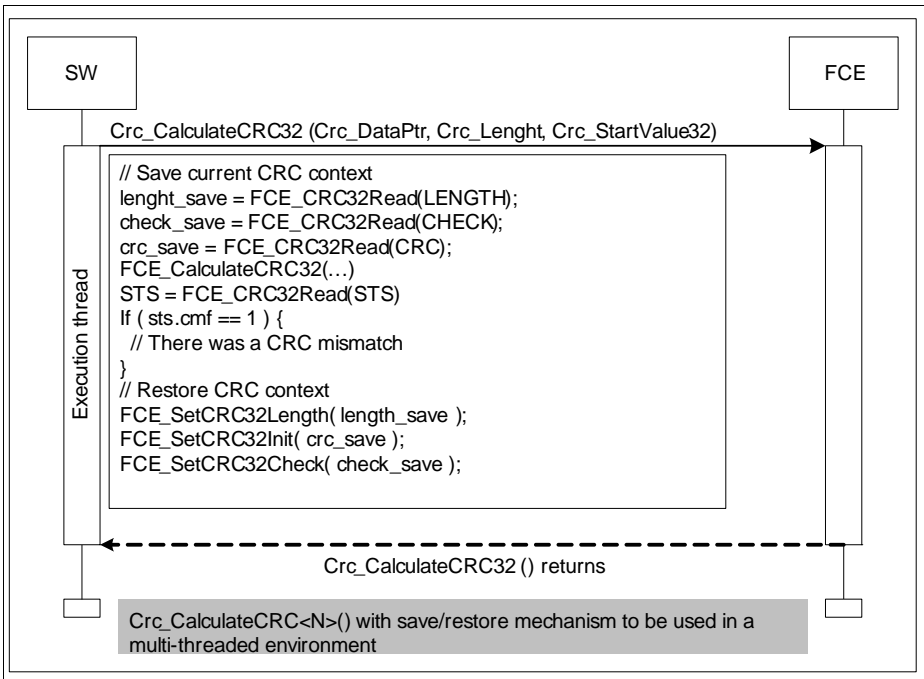 SW
FCE
Crc_CalculateCRC32 (Crc_DataPtr, Crc_Lenght, Crc_StartValue32)
// Save current CRC context
lenght_save = FCE_CRC32Read(LENGTH);
check_save = FCE_CRC32Read(CHECK);
crc_save = FCE_CRC32Read(CRC);
FCE_CalculateCRC32(…)
STS = FCE_CRC32Read(STS)
If ( sts.cmf == 1 ) {
// There was a CRC mismatch
}
// Restore CRC context
FCE_SetCRC32Length( length_save );
FCE_SetCRC32Init( crc_save );
FCE_SetCRC32Check( check_save );
Execution thread
Crc_CalculateCRC32 () returns
Crc_CalculateCRC<N>() with save/restore mechanism to be used in a
multi-threaded environment